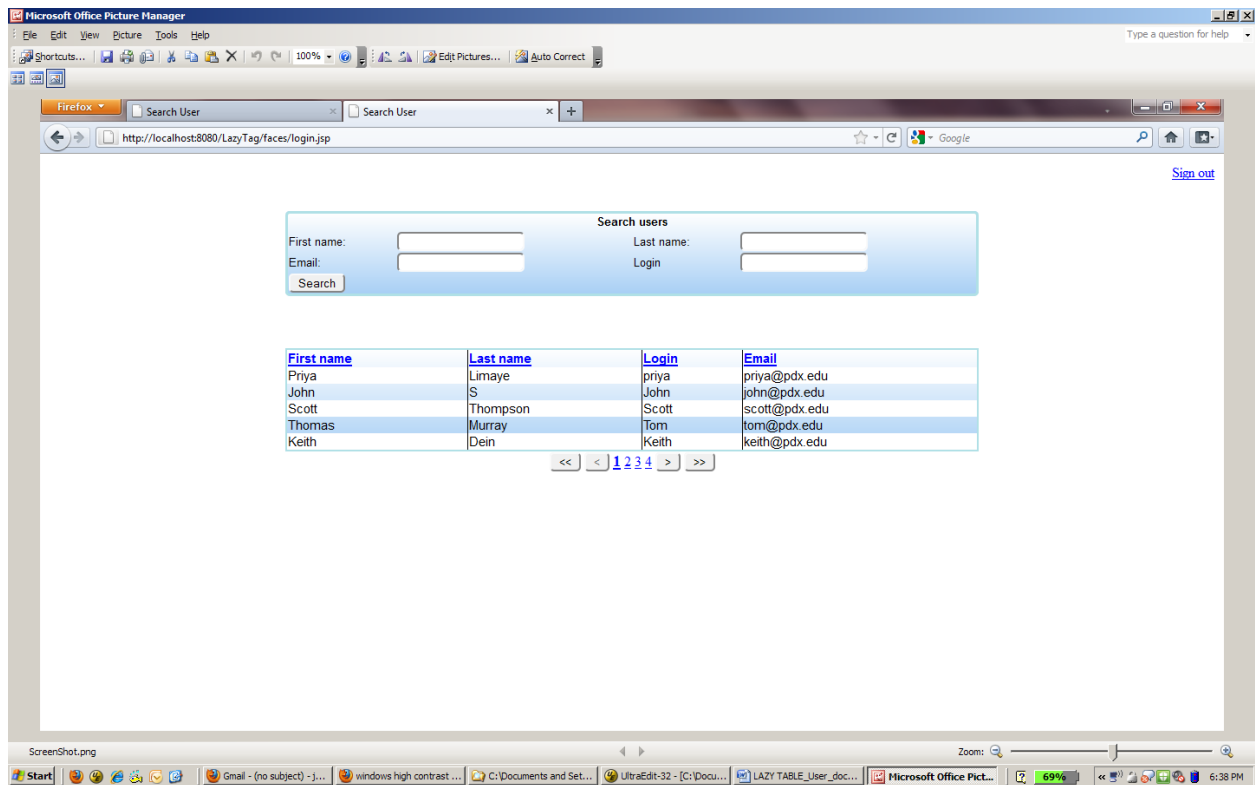 Microsoft Office Picture Manager
File Edit View Picture Tools Help Type a question for help
Shortcuts... 100% Edit Pictures... Auto Correct
Firefox Search User Search User
http://localhost:8080/LazyTag/faces/login.jsp Google
Sign out
Search users
First name: Last name:
Email: Login
Search
First name Last name Login Email
Priya Limaye priya priya@pdx.edu
John S John john@pdx.edu
Scott Thompson Scott scott@pdx.edu
Thomas Murray Tom tom@pdx.edu
Keith Dein Keith keith@pdx.edu
<< < 1 2 3 4 > >>
ScreenShot.png Zoom:
Start Gmail - (no subject) - j... windows high contrast ... C:\Documents and Set... UltraEdit-32 - [C:\Docu... LAZY TABLE_User_doc... Microsoft Office Pict... 69% « 6:38 PM